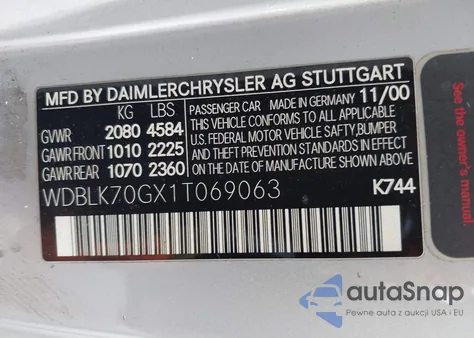 MFD BY DAIMLERCHRYSLER AG STUTTGART
KG LBS
GVWR 2080 4584
GAWR FRONT 1010 2225
GAWR REAR 1070 2360
PASSENGER CAR MADE IN GERMANY 11/00
THIS VEHICLE CONFORMS TO ALL APPLICABLE
U.S. FEDERAL MOTOR VEHICLE SAFETY, BUMPER
AND THEFT PREVENTION STANDARDS IN EFFECT
ON THE DATE OF MANUFACTURE SHOWN ABOVE.
WDBLK70GX1T069063 K744
See the owner's manual.
autoSnap
Pewne auta z aukcji USA i EU